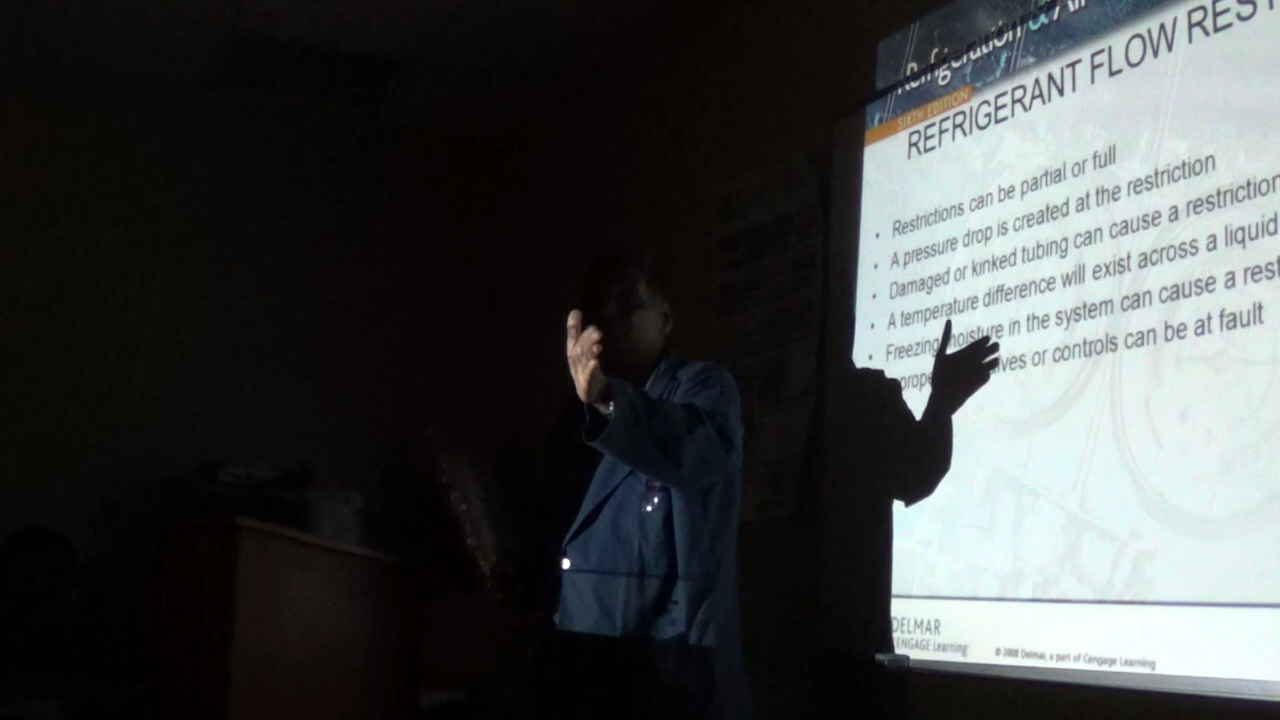 Refrigeration & Air
SIXTH EDITION
REFRIGERANT FLOW REST
• Restrictions can be partial or full
• A pressure drop is created at the restriction
• Damaged or kinked tubing can cause a restriction
• A temperature difference will exist across a liquid
• Freezing moisture in the system can cause a rest
or controls can be at fault
DELMAR
CENGAGE Learning
© 2008 Delmar, a part of Cengage Learning